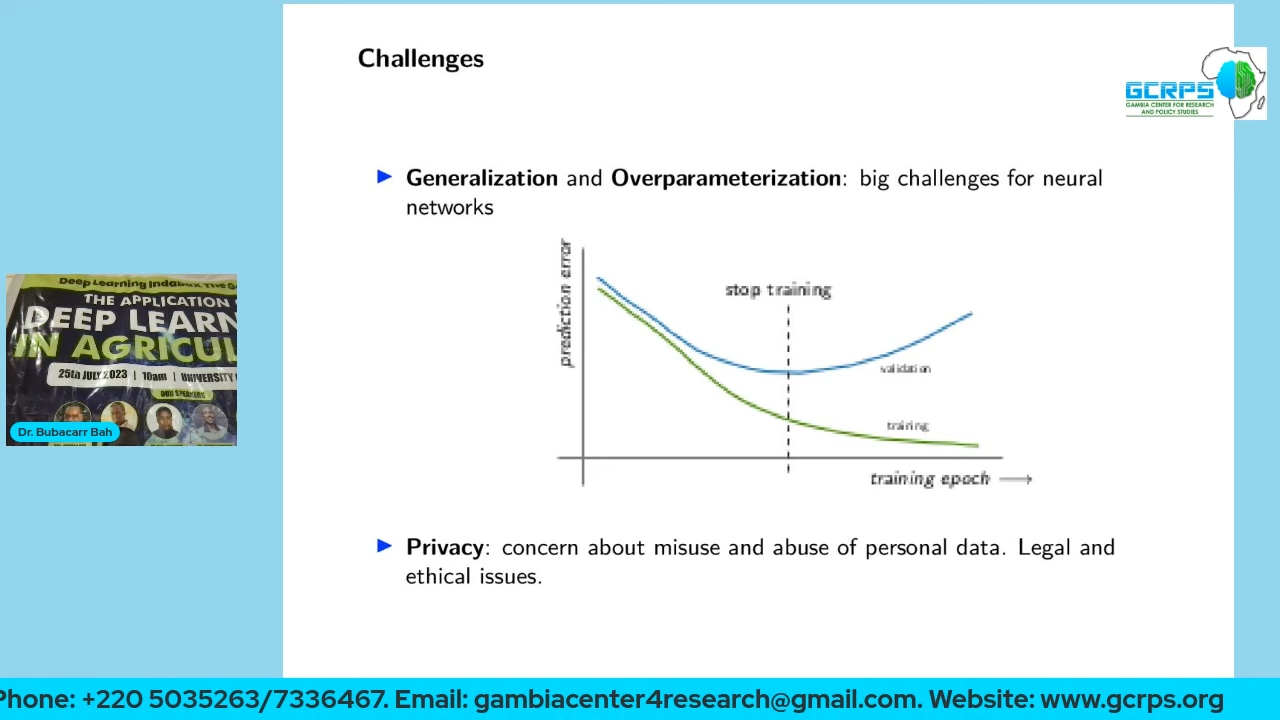 Challenges
GCRPS
GAMBIA CENTER FOR RESEARCH
AND POLICY STUDIES
Generalization and Overparameterization: big challenges for neural
networks
prediction error
stop training
validation
training
training epoch
Privacy: concern about misuse and abuse of personal data. Legal and
ethical issues.
Deep Learning Indabax The
THE APPLICATION
DEEP LEARN
IN AGRICUL
25th JULY 2023 | 10am | UNIVERSITY
OUR SPEAKERS
Dr. Bubacarr Bah
Phone: +220 5035263/7336467. Email: gambiacenter4research@gmail.com. Website: www.gcrps.org